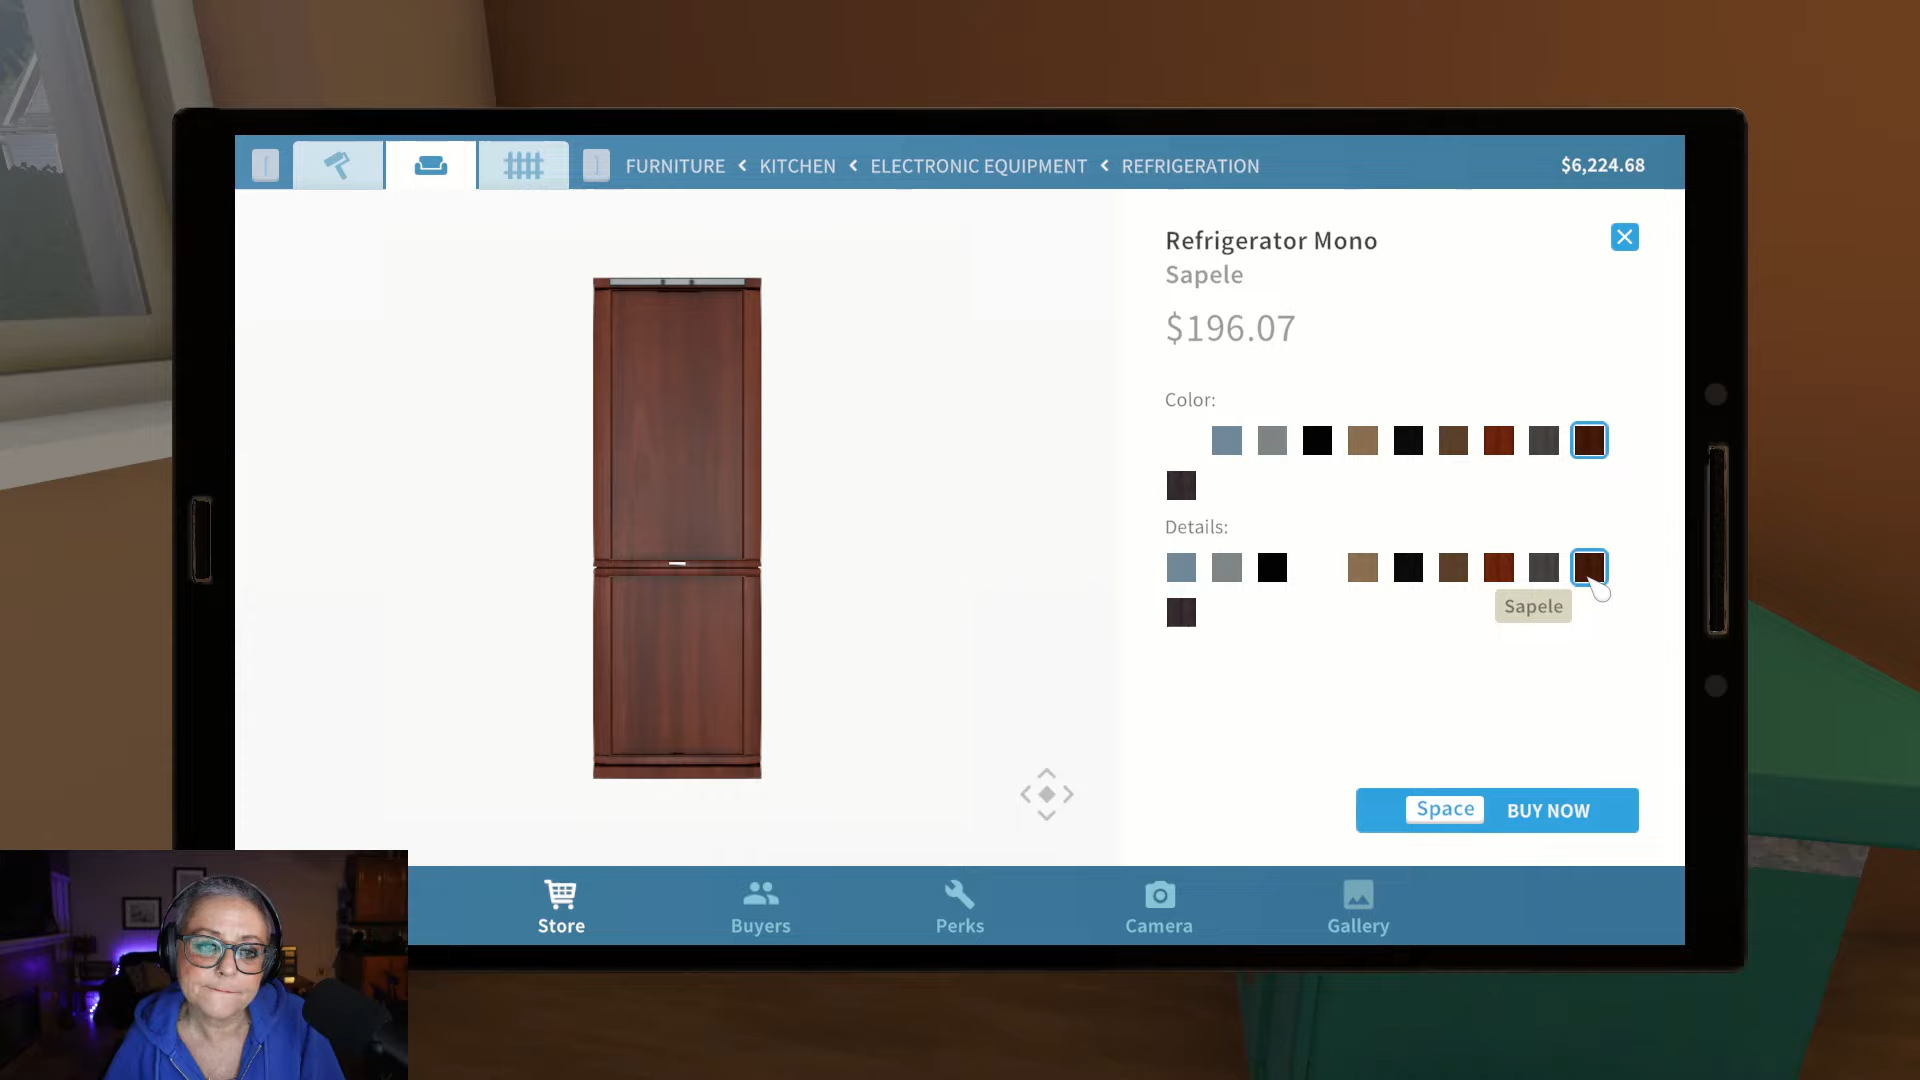 FURNITURE < KITCHEN < ELECTRONIC EQUIPMENT < REFRIGERATION
$6,224.68
Refrigerator Mono
Sapele
$196.07
Color:
Details:
Sapele
Space BUY NOW
Store Buyers Perks Camera Gallery